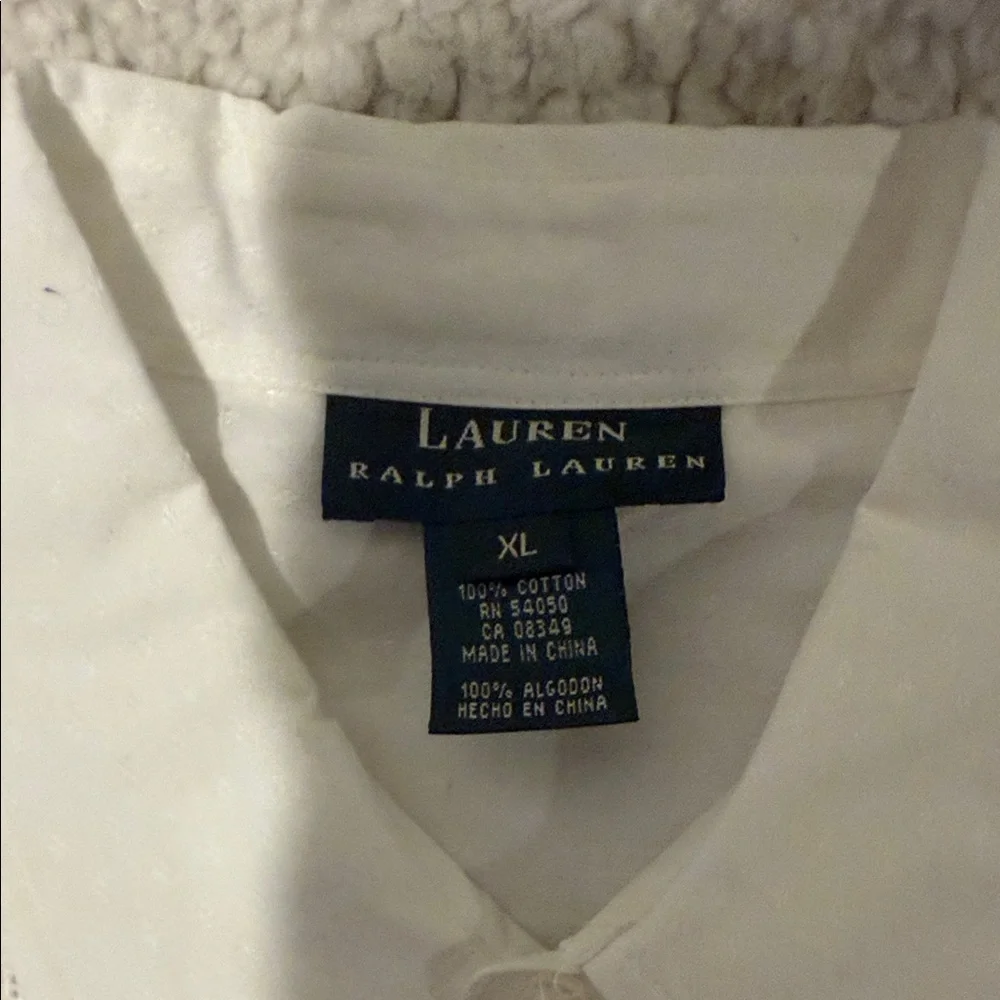 LAUREN
RALPH LAUREN
XL
100% COTTON
RN 54050
CA 08349
MADE IN CHINA
100% ALGODON
HECHO EN CHINA